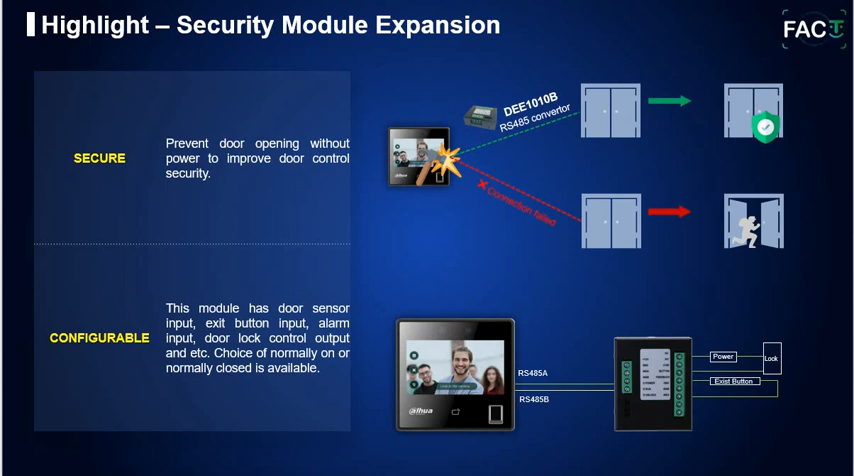 Highlight – Security Module Expansion
FACT
SECURE
Prevent door opening without
power to improve door control
security.
DEE1010B
RS485 convertor
Connection failed
CONFIGURABLE
This module has door sensor
input, exit button input, alarm
input, door lock control output
and etc. Choice of normally on or
normally closed is available.
alhua
alhua
RS485A
RS485B
Power
Lock
Exist Button